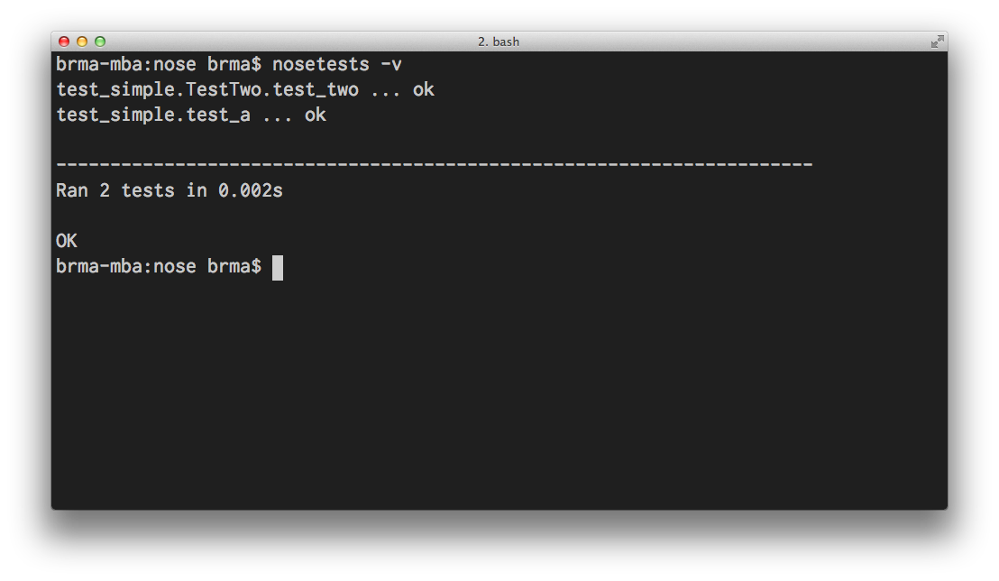 2. bash
brma-mba:nose brma$ nosetests -v
test_simple.TestTwo.test_two ... ok
test_simple.test_a ... ok
----------------------------------------------------------------------
Ran 2 tests in 0.002s
OK
brma-mba:nose brma$